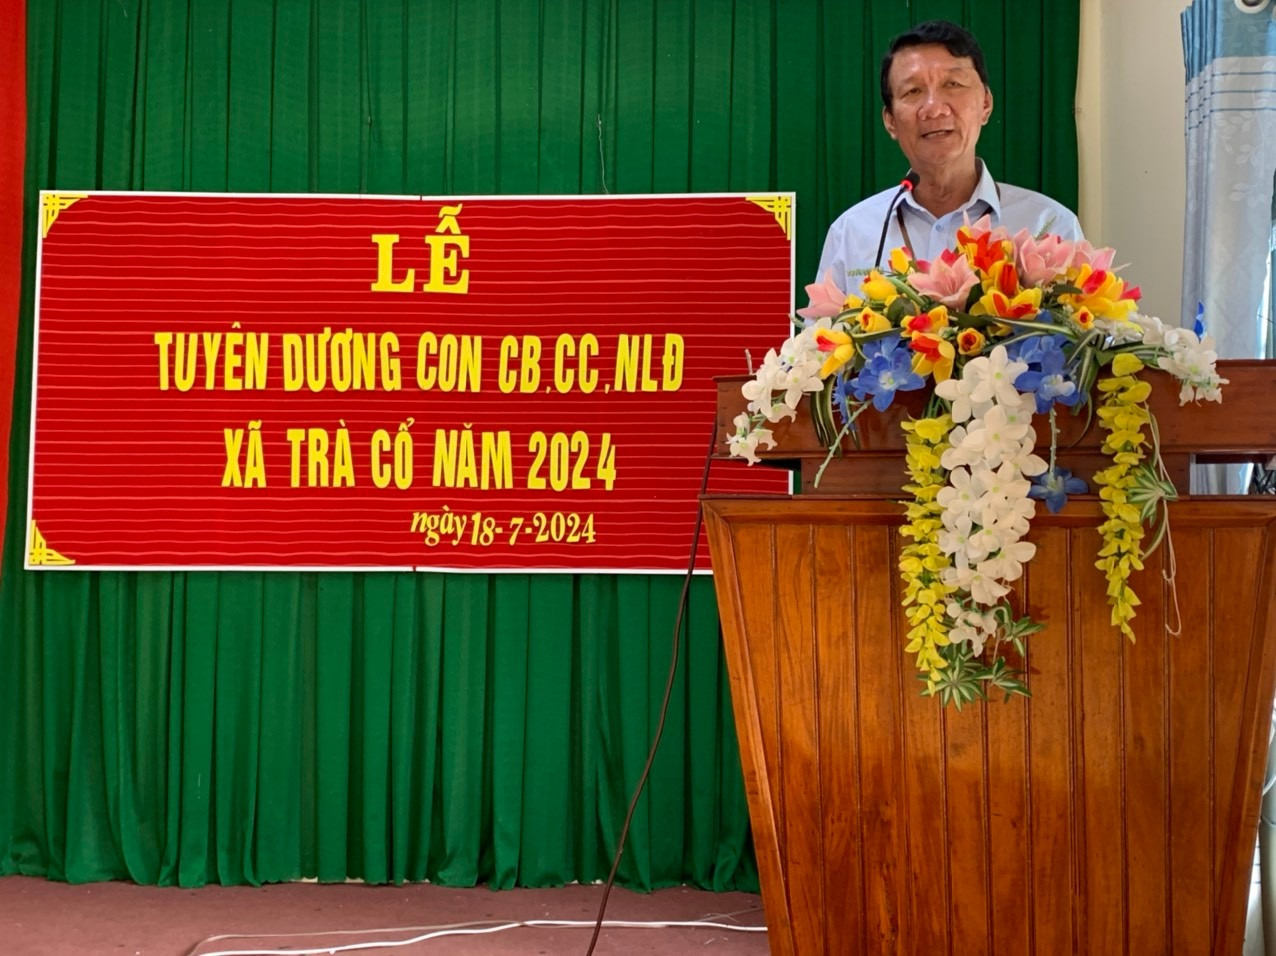 LỄ
TUYÊN DƯƠNG CON CB,CC,NLĐ
XÃ TRÀ CỔ NĂM 2024
ngày 18-7-2024